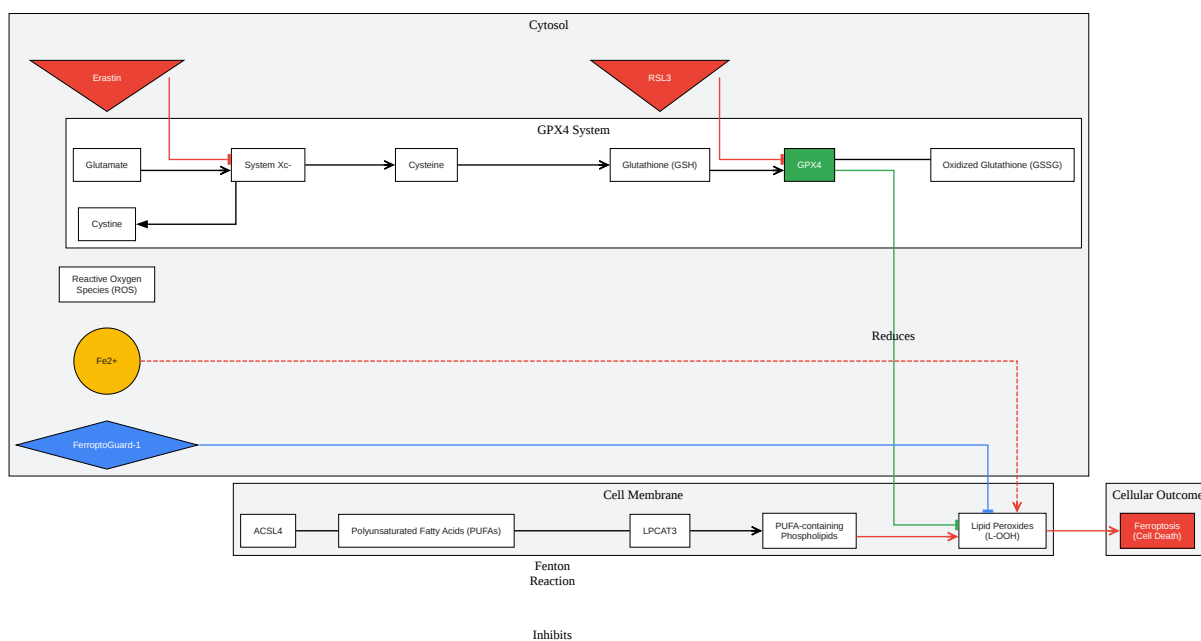 Cytosol
Erastin
RSL3
GPX4 System
Glutamate
System Xc-
Cysteine
Glutathione (GSH)
GPX4
Oxidized Glutathione (GSSG)
Cystine
Reactive Oxygen
Species (ROS)
Reduces
Fe2+
FerroptoGuard-1
Cell Membrane
Cellular Outcome
ACSL4
Polyunsaturated Fatty Acids (PUFAs)
LPCAT3
PUFA-containing
Phospholipids
Lipid Peroxides
(L-OOH)
Ferroptosis
(Cell Death)
Fenton
Reaction
Inhibits